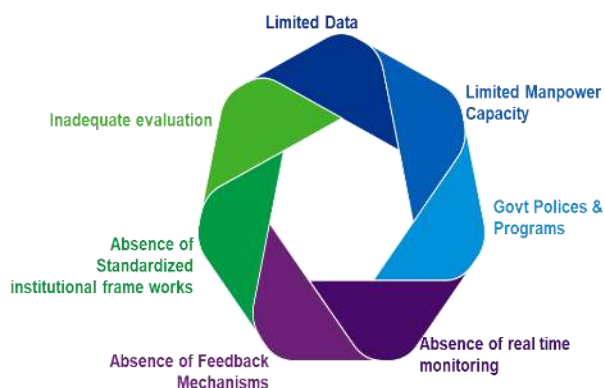 Limited Data
Limited Manpower
Capacity
Govt Polices &
Programs
Absence of real time
monitoring
Absence of Feedback
Mechanisms
Absence of
Standardized
institutional frame works
Inadequate evaluation